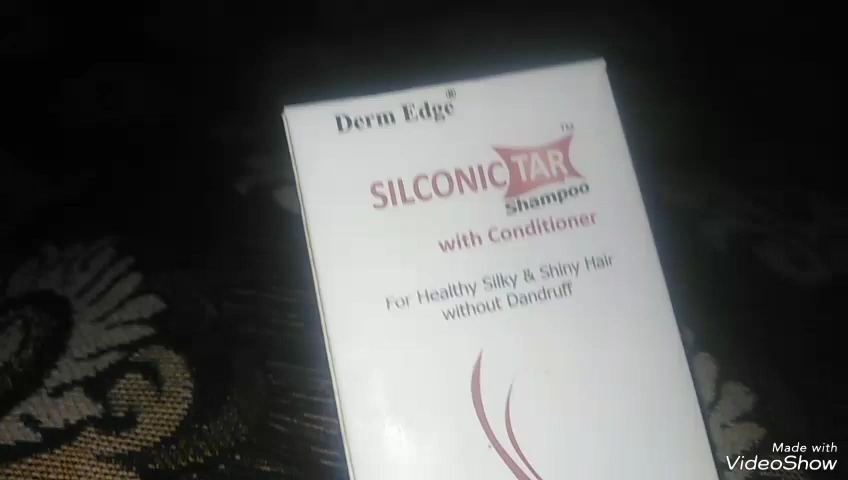 Derm Edge®
SILCONIC TAR™
Shampoo
with Conditioner
For Healthy Silky & Shiny Hair
without Dandruff
Made with
VideoShow